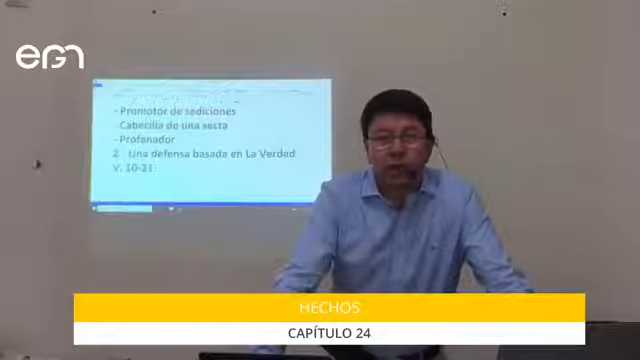 ergn
- Promotor de sediciones
Cabecilla de una secta
- Profanador
2. Una defensa basada en La Verdad
V. 10-21
HECHOS
CAPÍTULO 24